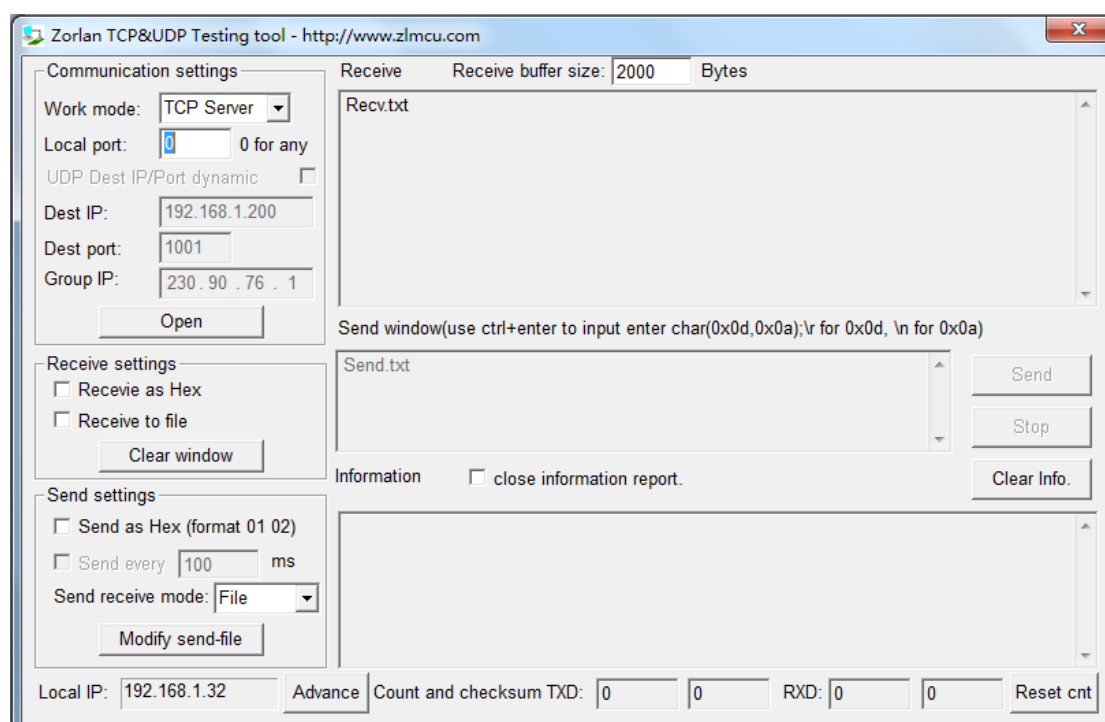 Zorlan TCP&UDP Testing tool - http://www.zlmcu.com
Communication settings
Work mode: TCP Server
Local port: 0 0 for any
UDP Dest IP/Port dynamic
Dest IP: 192.168.1.200
Dest port: 1001
Group IP: 230 . 90 . 76 . 1
Open
Receive settings
Recevie as Hex
Receive to file
Clear window
Send settings
Send as Hex (format 01 02)
Send every 100 ms
Send receive mode: File
Modify send-file
Receive Receive buffer size: 2000 Bytes
Recv.txt
Send window(use ctrl+enter to input enter char(0x0d,0x0a);\r for 0x0d, \n for 0x0a)
Send.txt
Send
Stop
Information close information report.
Clear Info.
Local IP: 192.168.1.32 Advance Count and checksum TXD: 0 0 RXD: 0 0 Reset cnt